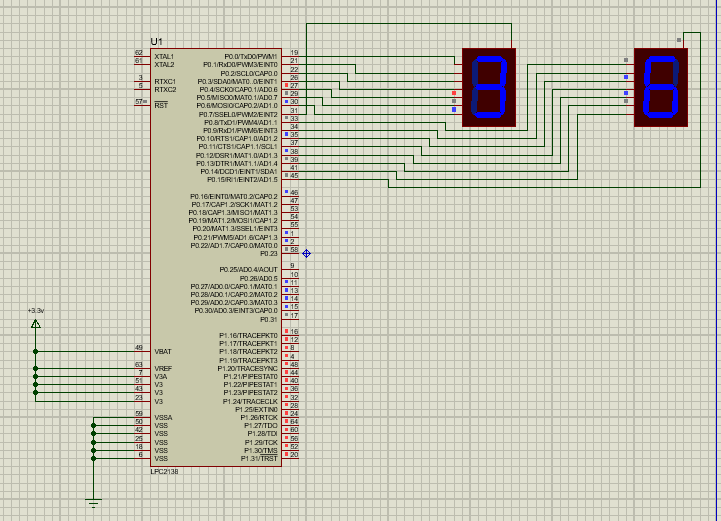 U1
62 XTAL1 P0.0/TxD0/PWM1 19
61 XTAL2 P0.1/RxD0/PWM3/EINT0 21
P0.2/SCL0/CAP0.0 22
3 RTXC1 P0.3/SDA0/MAT0.0/EINT1 26
5 RTXC2 P0.4/SCK0/CAP0.1/AD0.6 27
P0.5/MISO0/MAT0.1/AD0.7 29
57 RST P0.6/MOSI0/CAP0.2/AD1.0 30
P0.7/SSEL0/PWM2/EINT2 31
P0.8/TxD1/PWM4/AD1.1 33
P0.9/RxD1/PWM6/EINT3 34
P0.10/RTS1/CAP1.0/AD1.2 35
P0.11/CTS1/CAP1.1/SCL1 37
P0.12/DSR1/MAT1.0/AD1.3 38
P0.13/DTR1/MAT1.1/AD1.4 39
P0.14/DCD1/EINT1/SDA1 41
P0.15/RI1/EINT2/AD1.5 45
P0.16/EINT0/MAT0.2/CAP0.2 46
P0.17/CAP1.2/SCK1/MAT1.2 47
P0.18/CAP1.3/MISO1/MAT1.3 53
P0.19/MAT1.2/MOSI1/CAP1.2 54
P0.20/MAT1.3/SSEL1/EINT3 55
P0.21/PWM5/AD1.6/CAP1.3 1
P0.22/AD1.7/CAP0.0/MAT0.0 2
P0.23 58
P0.25/AD0.4/AOUT 9
P0.26/AD0.5 10
P0.27/AD0.0/CAP0.1/MAT0.1 11
P0.28/AD0.1/CAP0.2/MAT0.2 13
P0.29/AD0.2/CAP0.3/MAT0.3 14
P0.30/AD0.3/EINT3/CAP0.0 15
P0.31 17
+3.3v
P1.16/TRACEPKT0 16
P1.17/TRACEPKT1 12
49 VBAT P1.18/TRACEPKT2 8
P1.19/TRACEPKT3 4
63 VREF P1.20/TRACESYNC 48
7 V3A P1.21/PIPESTAT0 44
51 V3 P1.22/PIPESTAT1 40
43 V3 P1.23/PIPESTAT2 36
23 V3 P1.24/TRACECLK 32
P1.25/EXTIN0 28
59 VSSA P1.26/RTCK 24
50 VSS P1.27/TDO 64
42 VSS P1.28/TDI 60
25 VSS P1.29/TCK 56
18 VSS P1.30/TMS 52
6 VSS P1.31/TRST 20
LPC2138